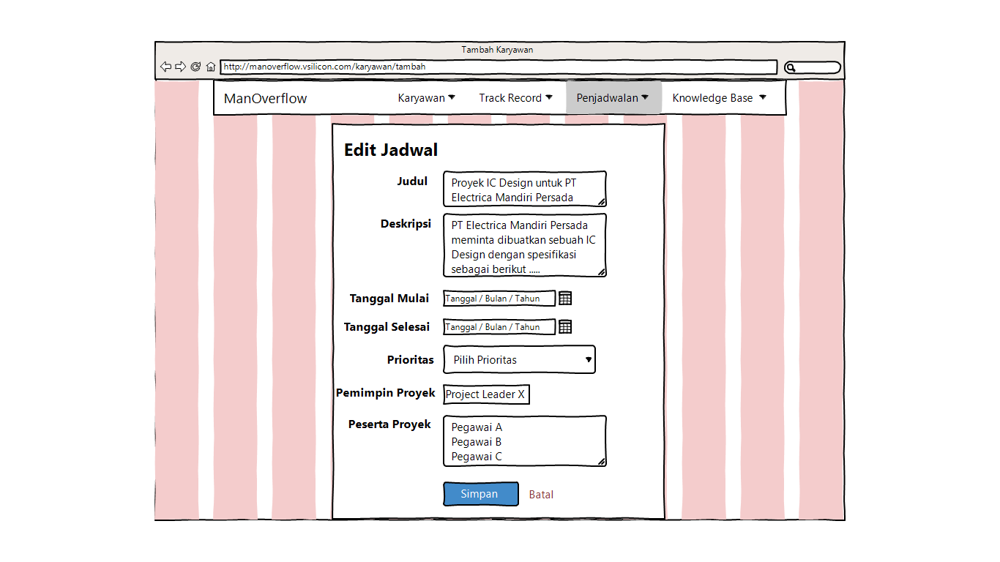 Tambah Karyawan
http://manoverflow.vsilicon.com/karyawan/tambah
ManOverflow Karyawan Track Record Penjadwalan Knowledge Base
Edit Jadwal
Judul
Proyek IC Design untuk PT
Electrica Mandiri Persada
Deskripsi
PT Electrica Mandiri Persada
meminta dibuatkan sebuah IC
Design dengan spesifikasi
sebagai berikut .....
Tanggal Mulai Tanggal / Bulan / Tahun
Tanggal Selesai Tanggal / Bulan / Tahun
Prioritas Pilih Prioritas
Pemimpin Proyek Project Leader X
Peserta Proyek
Pegawai A
Pegawai B
Pegawai C
Simpan Batal